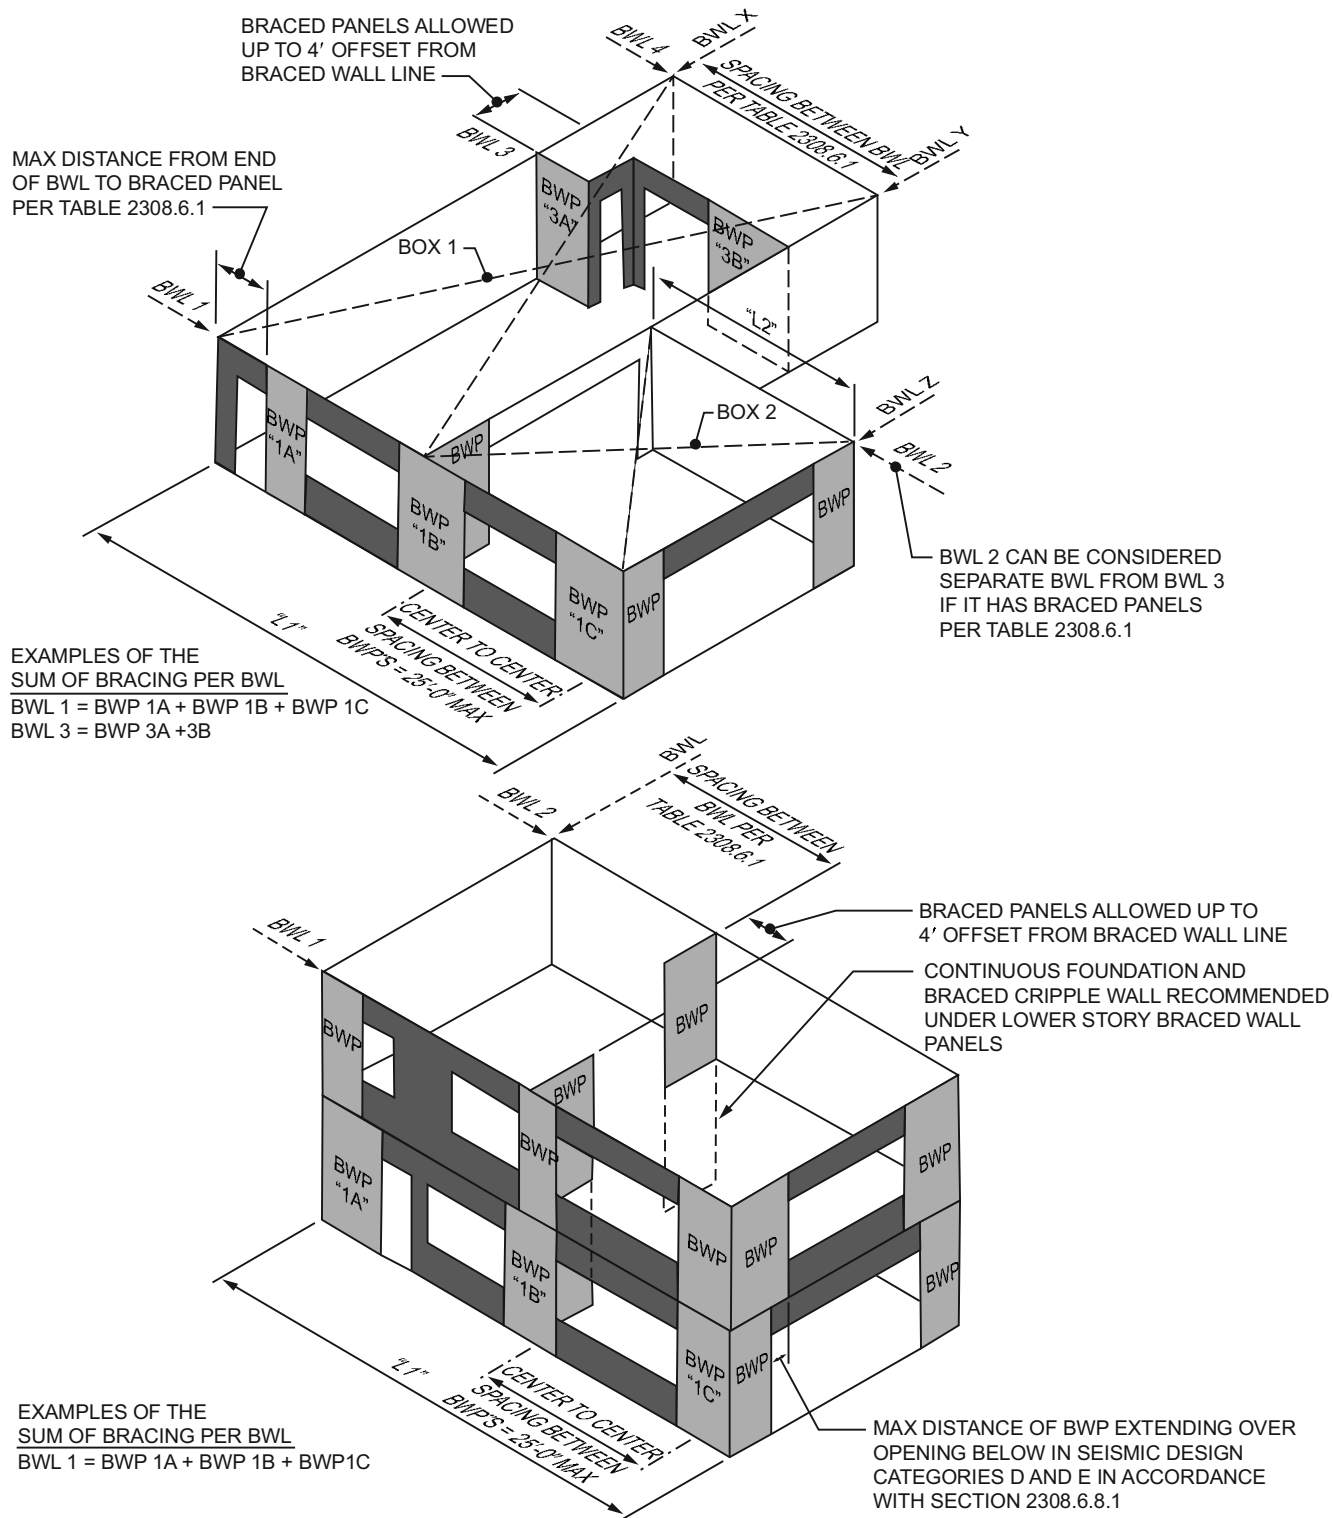 BRACED PANELS ALLOWED
UP TO 4′ OFFSET FROM
BRACED WALL LINE
BWL 4
BWL X
SPACING BETWEEN BWL
PER TABLE 2308.6.1
BWL Y
BWL 3
MAX DISTANCE FROM END
OF BWL TO BRACED PANEL
PER TABLE 2308.6.1
BWP
“3A”
BWP
“3B”
BOX 1
BWL 1
“L2”
BWL Z
BOX 2
BWL 2
BWP
“1A”
BWP
BWP
“1B”
BWP
BWP
“1C”
BWP
BWL 2 CAN BE CONSIDERED
SEPARATE BWL FROM BWL 3
IF IT HAS BRACED PANELS
PER TABLE 2308.6.1
“L1”
CENTER TO CENTER
SPACING BETWEEN
BWP'S = 25'-0" MAX
EXAMPLES OF THE
SUM OF BRACING PER BWL
BWL 1 = BWP 1A + BWP 1B + BWP 1C
BWL 3 = BWP 3A +3B
BWL
SPACING BETWEEN
BWL PER
TABLE 2308.6.1
BWL 2
BWL 1
BRACED PANELS ALLOWED UP TO
4′ OFFSET FROM BRACED WALL LINE
CONTINUOUS FOUNDATION AND
BRACED CRIPPLE WALL RECOMMENDED
UNDER LOWER STORY BRACED WALL
PANELS
BWP
BWP
BWP
BWP
BWP
BWP
BWP
BWP
“1A”
BWP
“1B”
BWP
“1C”
BWP
BWP
“L1”
CENTER TO CENTER
SPACING BETWEEN
BWP'S = 25'-0" MAX
EXAMPLES OF THE
SUM OF BRACING PER BWL
BWL 1 = BWP 1A + BWP 1B + BWP1C
MAX DISTANCE OF BWP EXTENDING OVER
OPENING BELOW IN SEISMIC DESIGN
CATEGORIES D AND E IN ACCORDANCE
WITH SECTION 2308.6.8.1